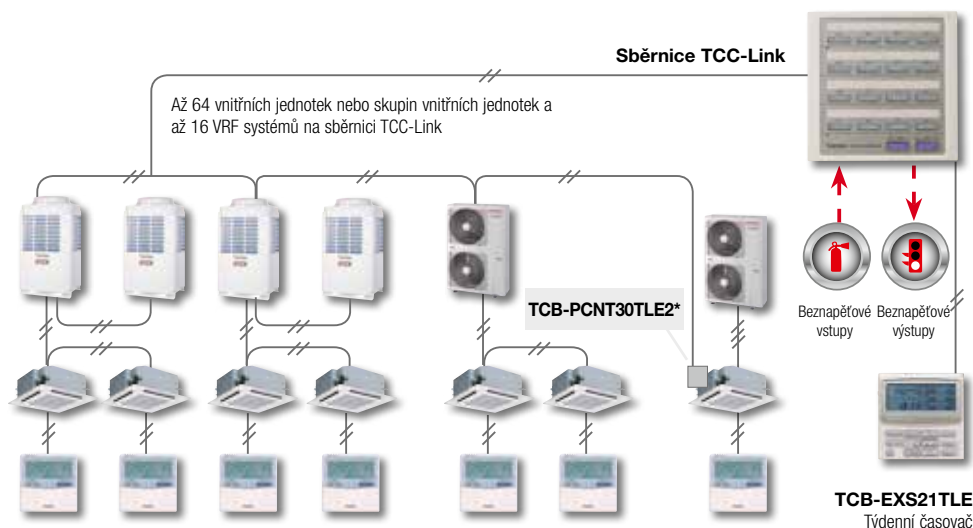 Sběrnice TCC-Link
Až 64 vnitřních jednotek nebo skupin vnitřních jednotek a
až 16 VRF systémů na sběrnici TCC-Link
TCB-PCNT30TLE2*
Beznapěťové
vstupy
Beznapěťové
výstupy
TCB-EXS21TLE
Týdenní časovač